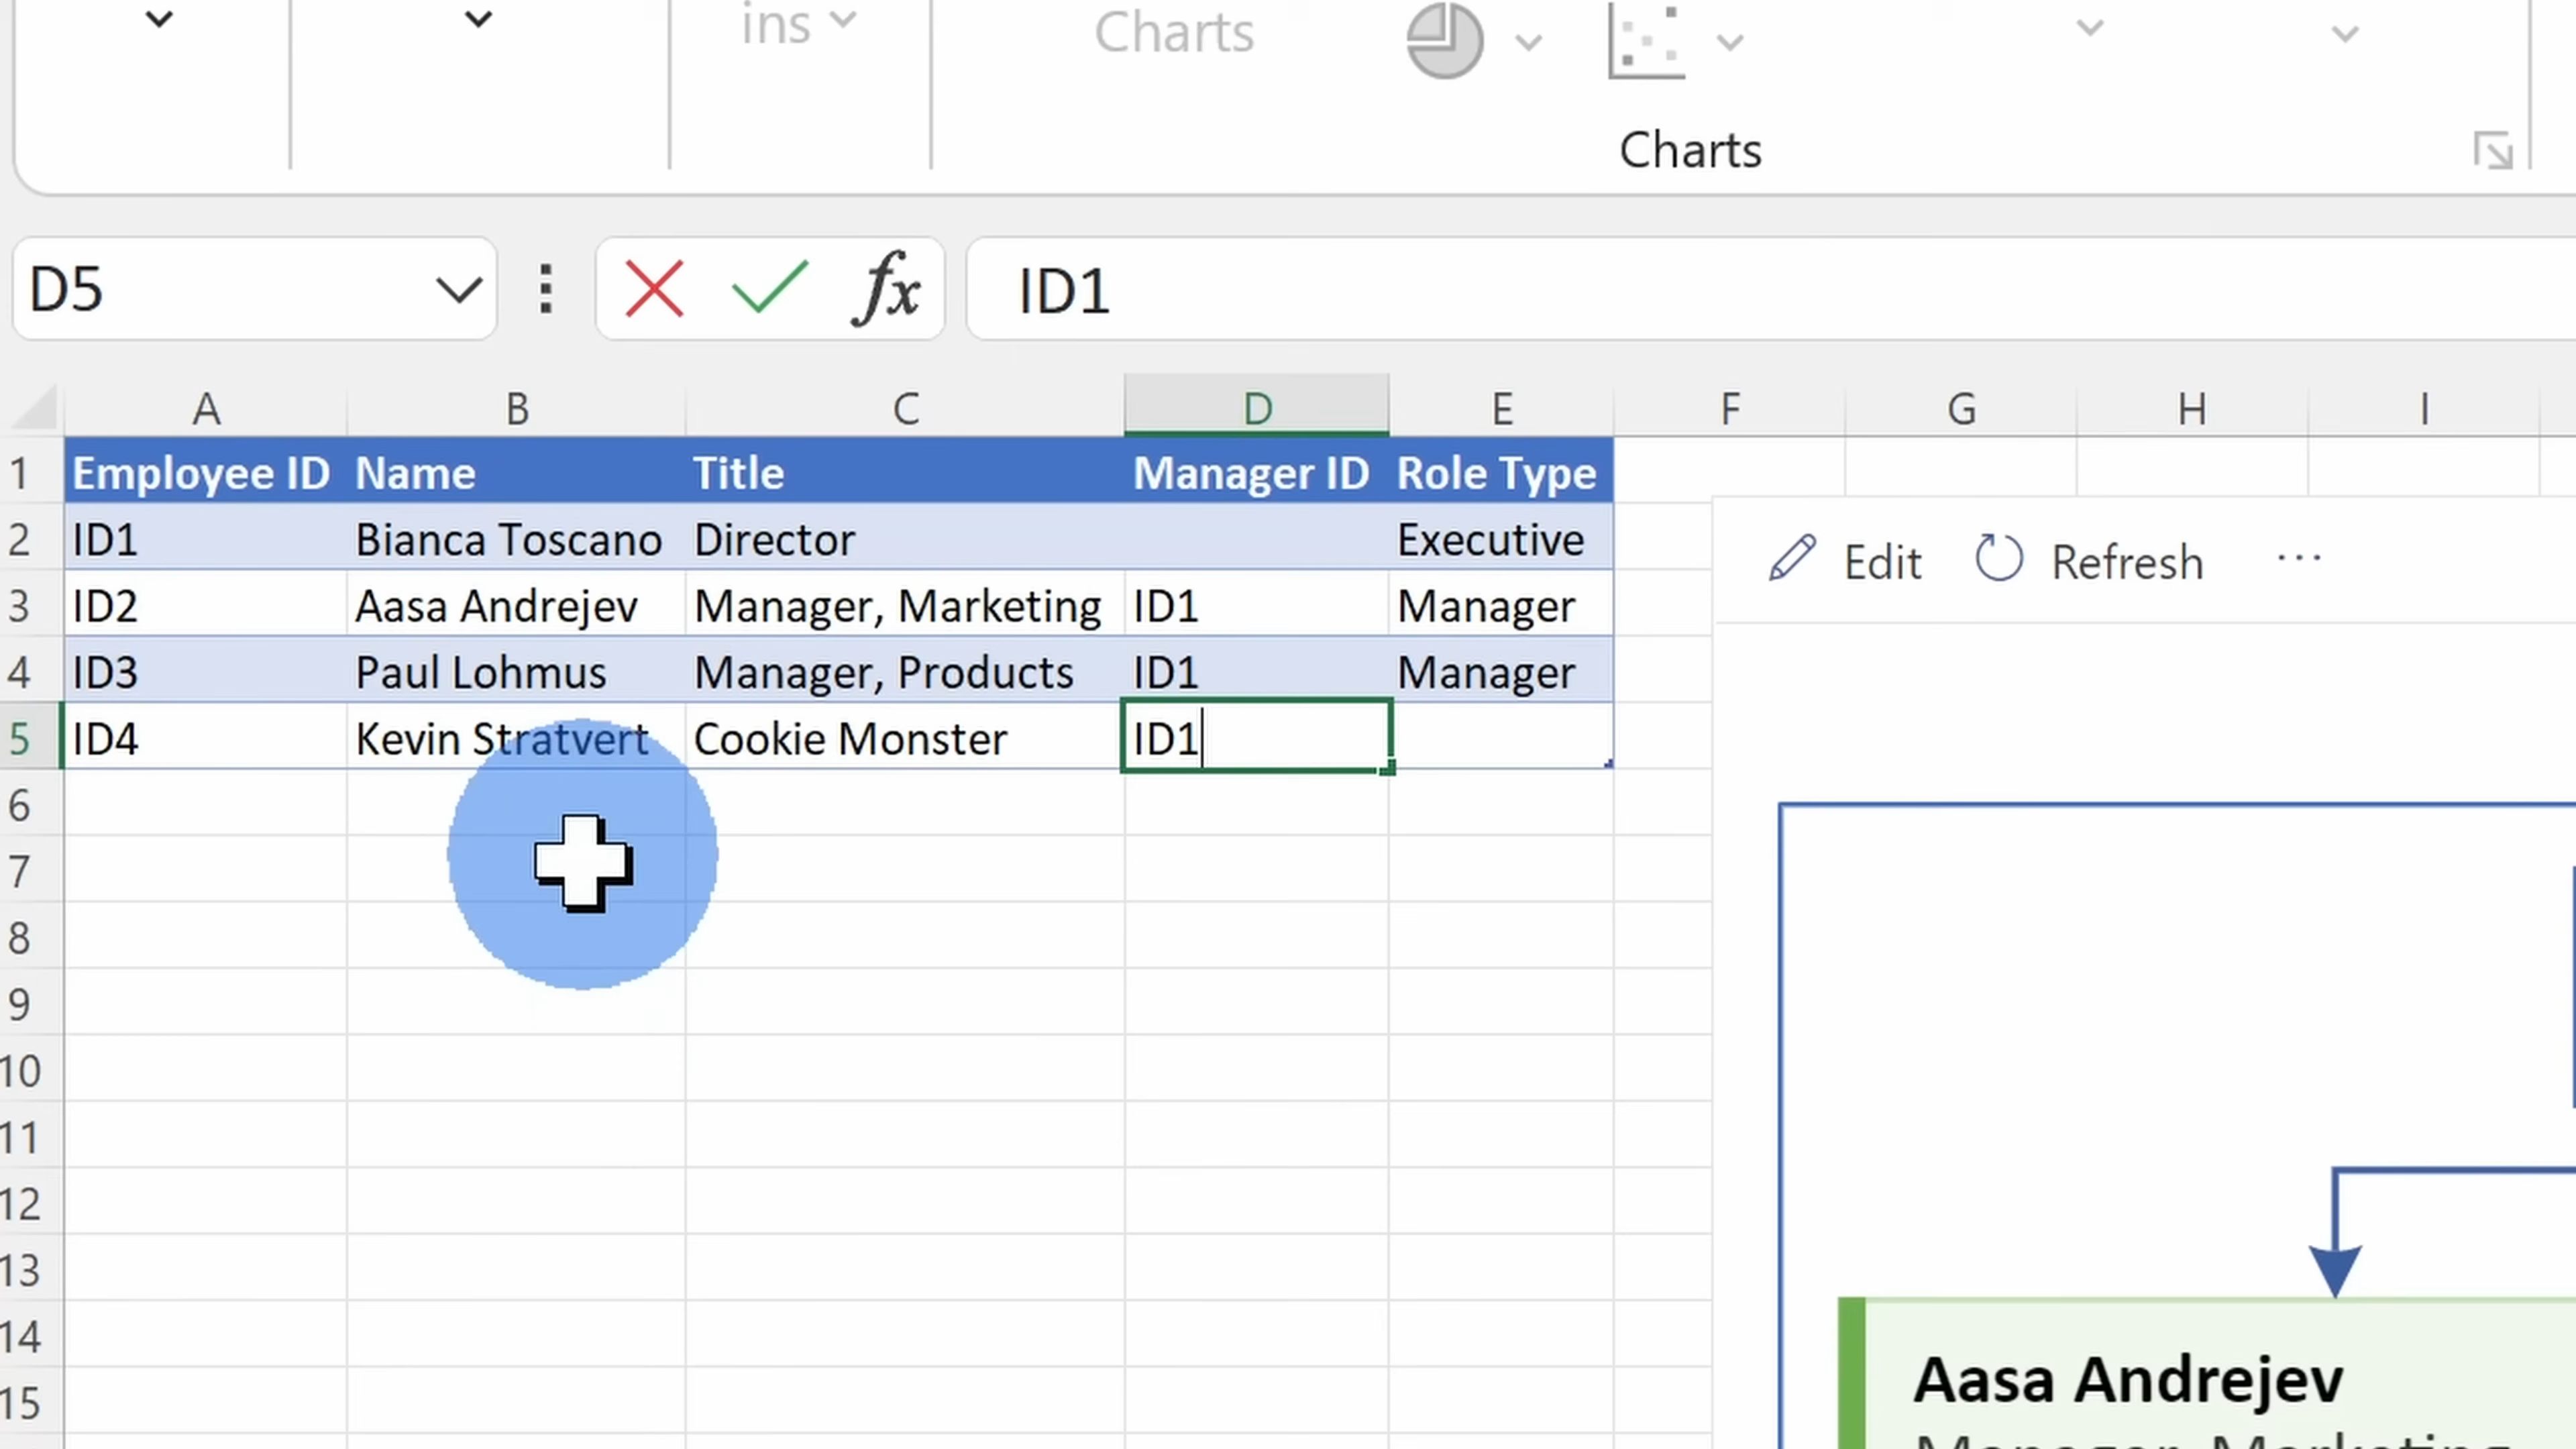 ins
Charts
Charts
D5
fx
ID1
A B C D E F G H I
1 Employee ID Name Title Manager ID Role Type
2 ID1 Bianca Toscano Director Executive
3 ID2 Aasa Andrejev Manager, Marketing ID1 Manager
4 ID3 Paul Lohmus Manager, Products ID1 Manager
5 ID4 Kevin Stratvert Cookie Monster ID1
Edit Refresh ...
6
7
8
9
10
11
12
13
14
15
Aasa Andrejev
Manager, Marketing